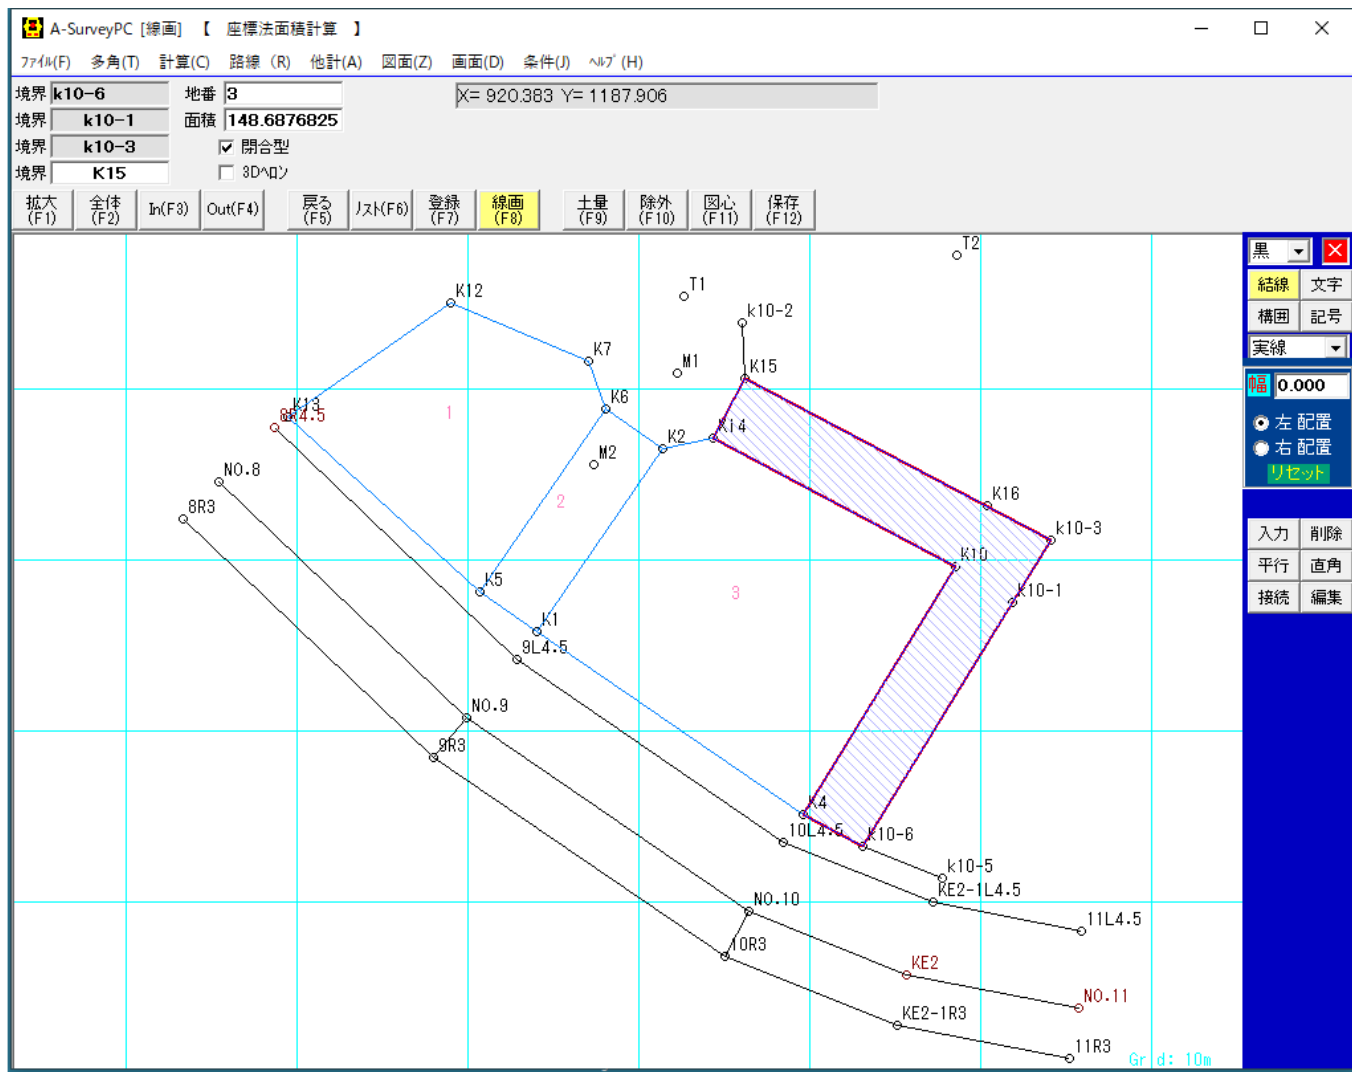 A-SurveyPC [線画] 【 座標法面積計算 】
ファイル(F) 多角(T) 計算(C) 路線 (R) 他計(A) 図面(Z) 画面(D) 条件(J) ヘルプ(H)
境界 k10-6 地番 3 X= 920.383 Y= 1187.906
境界 k10-1 面積 148.6876825
境界 k10-3 閉合型
境界 K15 3Dヘロン
拡大(F1) 全体(F2) In(F3) Out(F4) 戻る(F5) リスト(F6) 登録(F7) 線画(F8) 土量(F9) 除外(F10) 図心(F11) 保存(F12)
T2
黒
結線 文字
構囲 記号
実線
幅 0.000
左配置
右配置
リセット
入力 削除
平行 直角
接続 編集
K12
T1
k10-2
K7
M1
K15
K13
8L4.5
1
K6
Ki4
K2
M2
NO.8
8R3
2
K16
k10-3
K10
K10-1
K5
3
K1
9L4.5
NO.9
9R3
K4
10L4.5
K10-6
k10-5
KE2-1L4.5
NO.10
11L4.5
10R3
KE2
NO.11
KE2-1R3
11R3
Grid: 10m